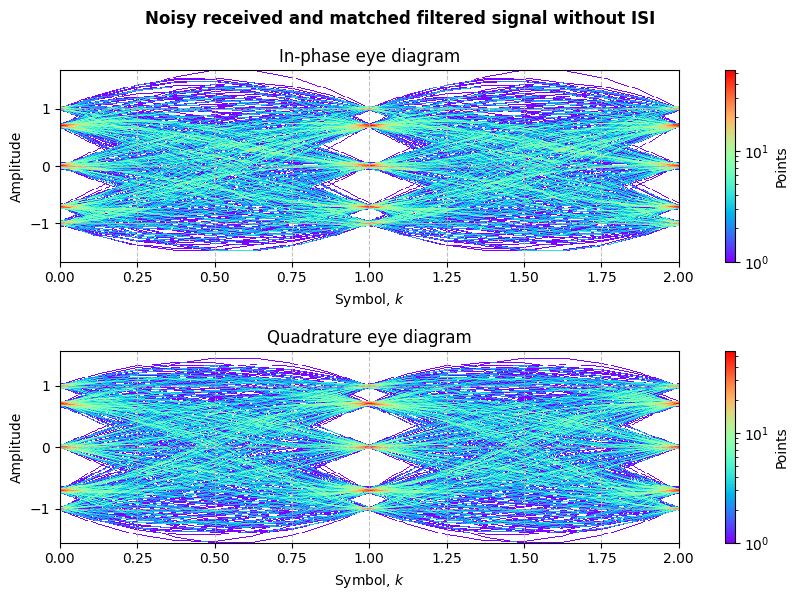 Noisy received and matched filtered signal without ISI
In-phase eye diagram
Amplitude
1
0
−1
0.00 0.25 0.50 0.75 1.00 1.25 1.50 1.75 2.00
Symbol, k
10¹
10⁰
Points
Quadrature eye diagram
Amplitude
1
0
−1
0.00 0.25 0.50 0.75 1.00 1.25 1.50 1.75 2.00
Symbol, k
10¹
10⁰
Points